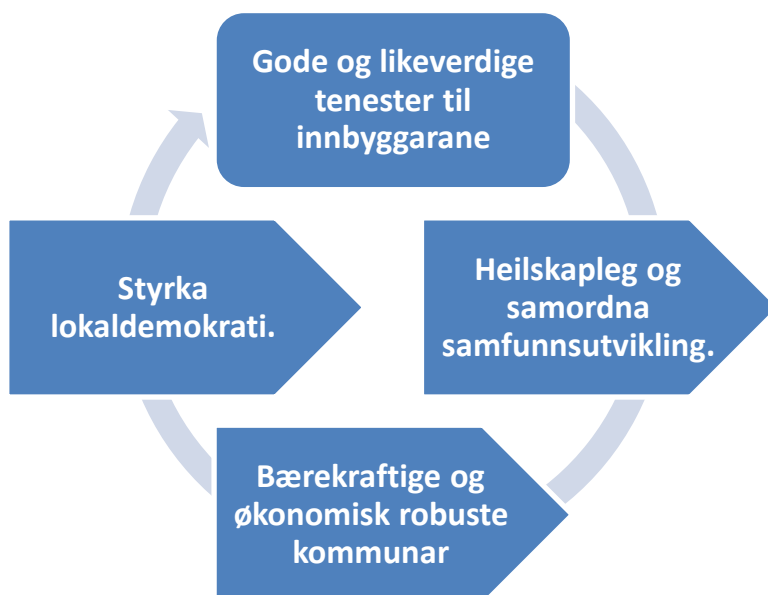 Gode og likeverdige
tenester til
innbyggarane
Heilskapleg og
samordna
samfunnsutvikling.
Bærekraftige og
økonomisk robuste
kommunar
Styrka
lokaldemokrati.